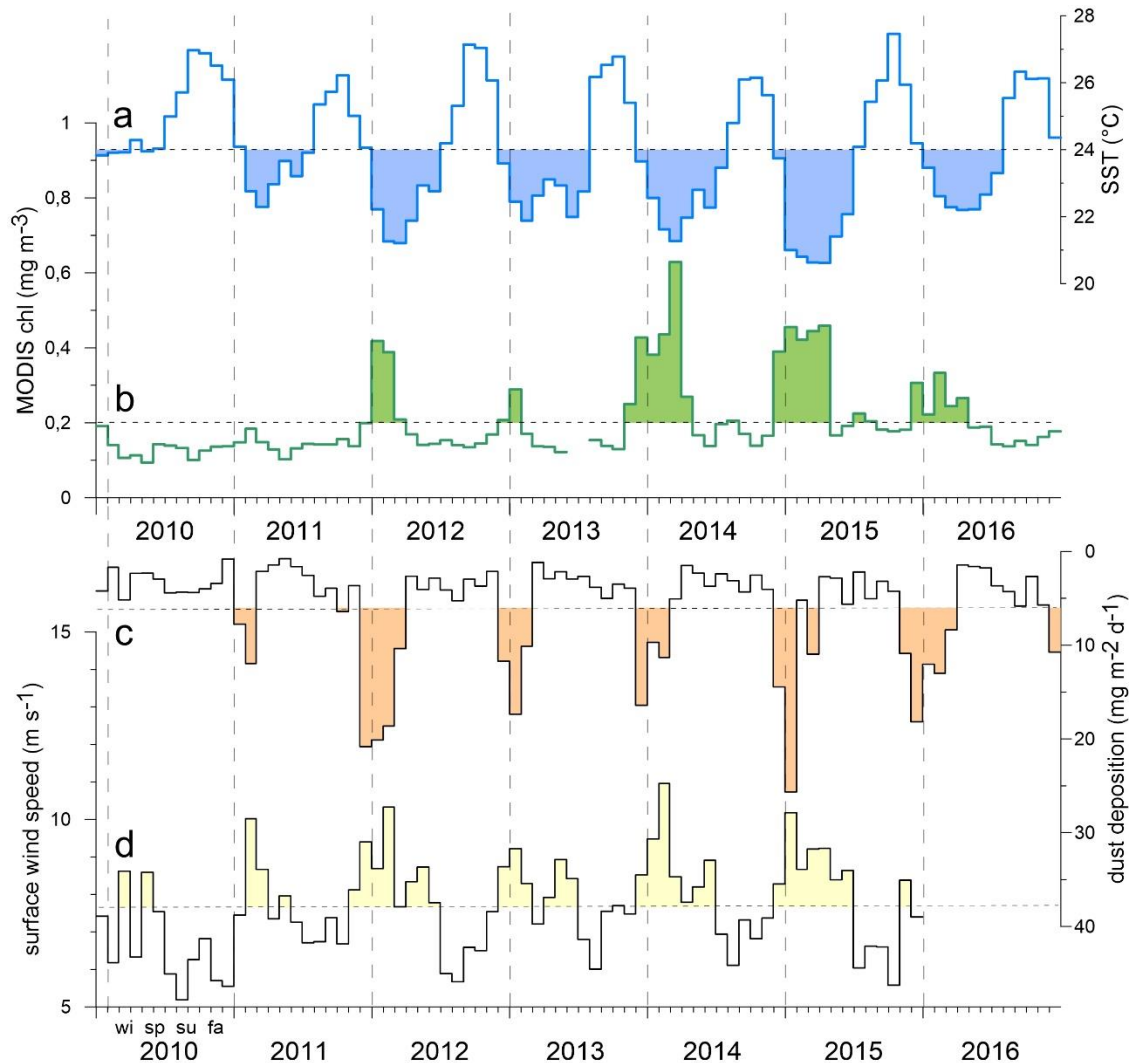 28
a
26
1
24
SST (°C)
0,8
22
MODIS chl (mg m-3)
0,6
20
0,4
b
0,2
0
2010 2011 2012 2013 2014 2015 2016
0
c
15
10
surface wind speed (m s-1)
20
dust deposition (mg m-2 d-1)
10
30
d
40
5
wi sp su fa
2010 2011 2012 2013 2014 2015 2016